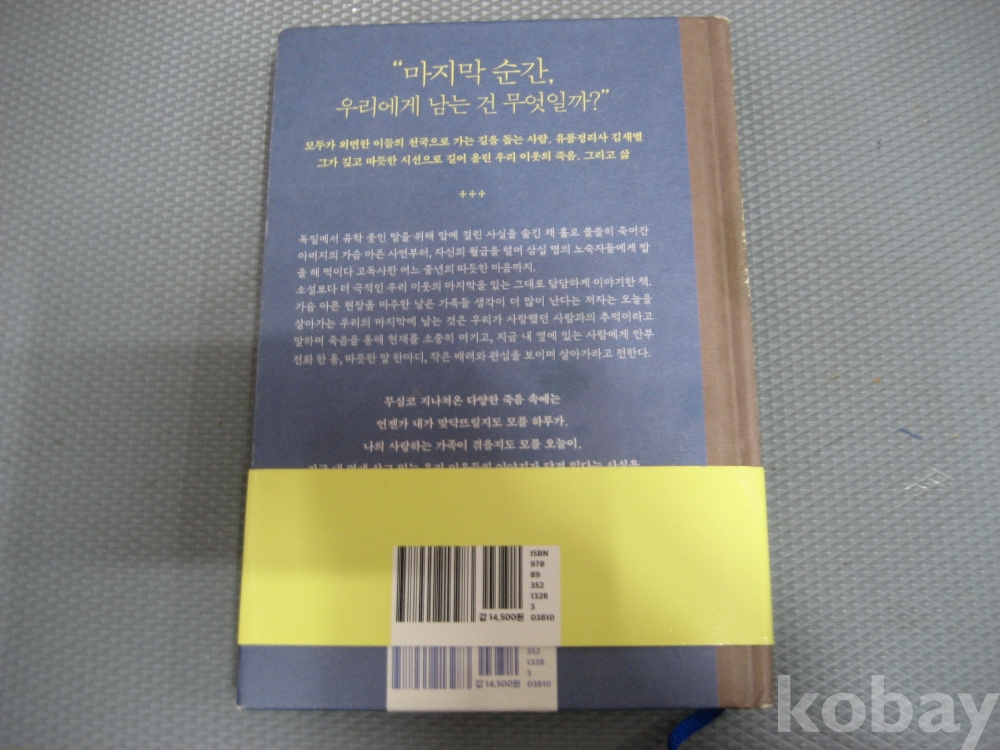 “마지막 순간,
우리에게 남는 건 무엇일까?”
모두가 외면한 이들의 천국으로 가는 길을 돕는 사람. 유품정리사 김새별
그가 깊고 따듯한 시선으로 길어 올린 우리 이웃의 죽음. 그리고 삶
독일에서 유학 중인 딸을 위해 암에 걸린 사실을 숨긴 채 홀로 쓸쓸히 죽어간
아버지의 가슴 아픈 사연부터, 자신의 월급을 털어 삼십 명의 노숙자들에게 밥
을 해 먹이다 고독사한 어느 중년의 따듯한 마음까지.
소설보다 더 극적인 우리 이웃의 마지막을 있는 그대로 담담하게 이야기한 책.
가슴 아픈 현장을 마주한 날은 가족들 생각이 더 많이 난다는 저자는 오늘을
살아가는 우리의 마지막에 남는 것은 우리가 사랑했던 사람과의 추억이라고
말하며 죽음을 통해 현재를 소중히 여기고, 지금 내 옆에 있는 사람에게 안부
전화 한 통, 따듯한 말 한마디, 작은 배려와 관심을 보이며 살아가라고 전한다.
무심코 지나쳐온 다양한 죽음 속에는
언젠가 내가 맞닥뜨릴지도 모를 하루가.
나의 사랑하는 가족이 겪을지도 모를 오늘이.
ISBN
978
89
352
1328
3
값 14,500원 03810
352
1328
3
값 14,500원 03810
kobay